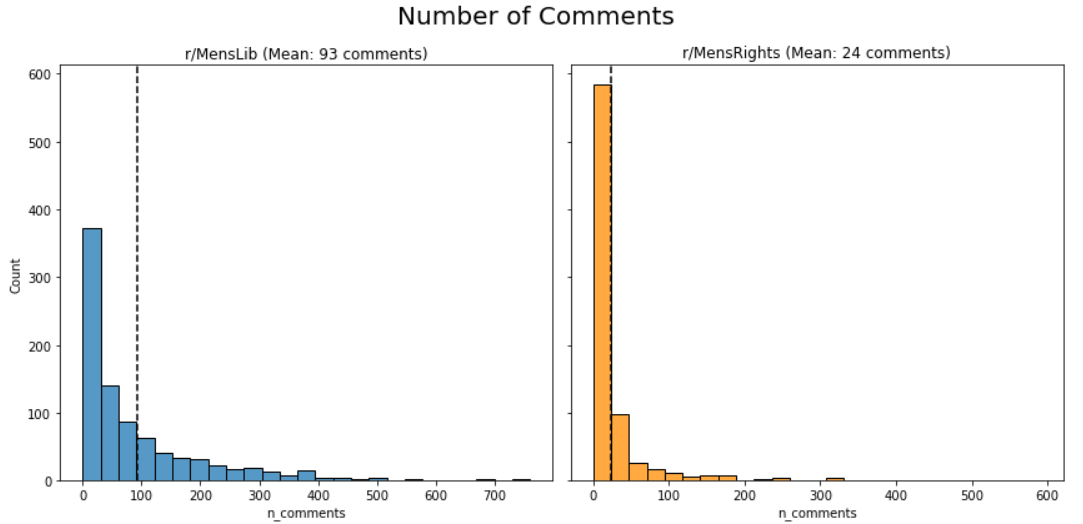 Number of Comments
r/MensLib (Mean: 93 comments)
r/MensRights (Mean: 24 comments)
600
500
400
300
200
100
0
Count
0 100 200 300 400 500 600 700
n_comments
0 100 200 300 400 500 600
n_comments